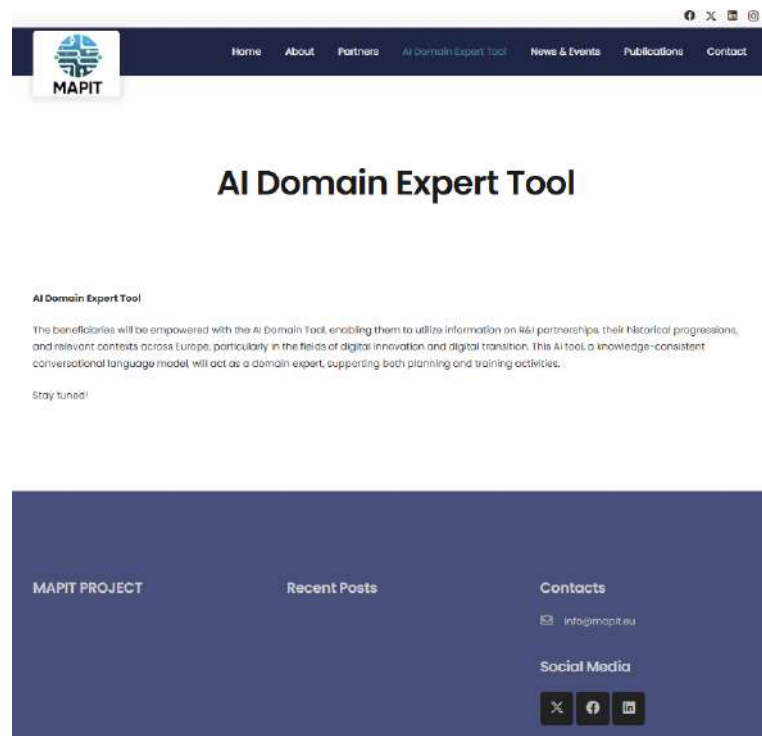 Home About Partners AI Domain Expert Tool News & Events Publications Contact
MAPIT
AI Domain Expert Tool
AI Domain Expert Tool
The beneficiaries will be empowered with the AI Domain Tool, enabling them to utilize information on R&I partnerships, their historical progressions,
and relevant contexts across Europe, particularly in the fields of digital innovation and digital transition. This AI tool, a knowledge-consistent
conversational language model, will act as a domain expert, supporting both planning and training activities.
Stay tuned!
MAPIT PROJECT
Recent Posts
Contacts
info@mapit.eu
Social Media